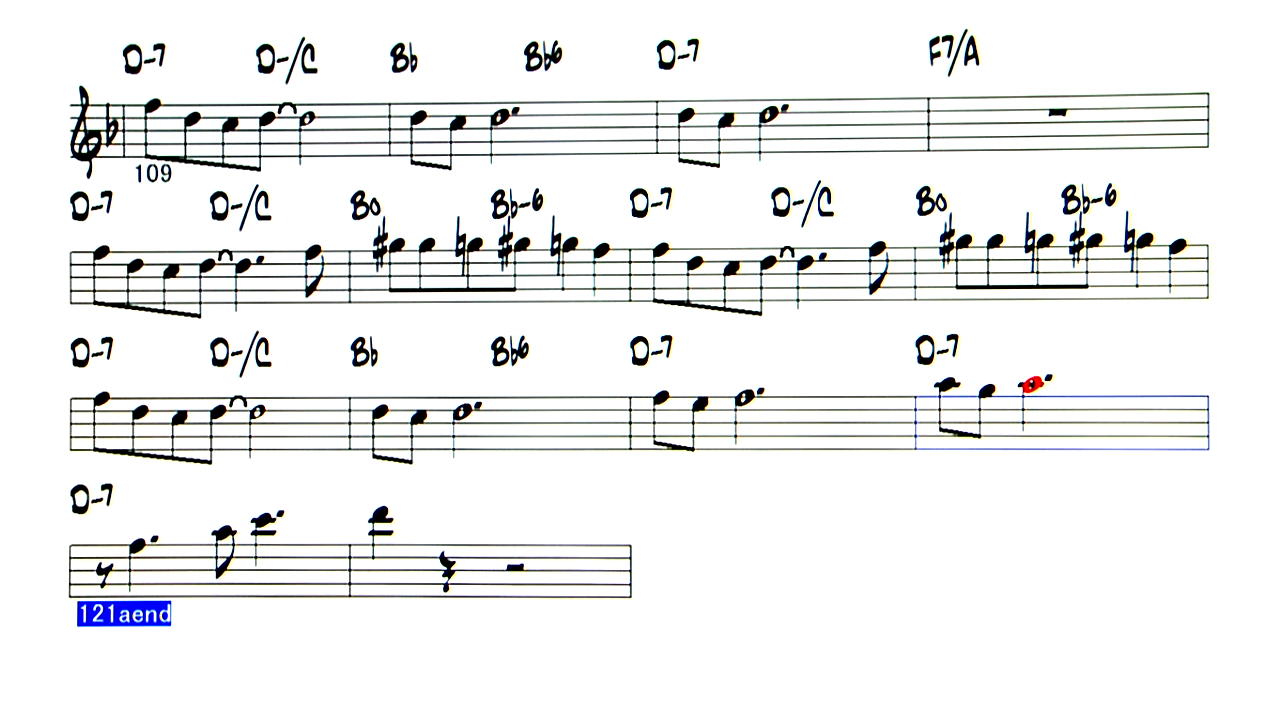 D-7 D-/C Bb Bb6 D-7 F7/A
109
D-7 D-/C Bo Bb-6 D-7 D-/C Bo Bb-6
D-7 D-/C Bb Bb6 D-7 D-7
D-7
121aend